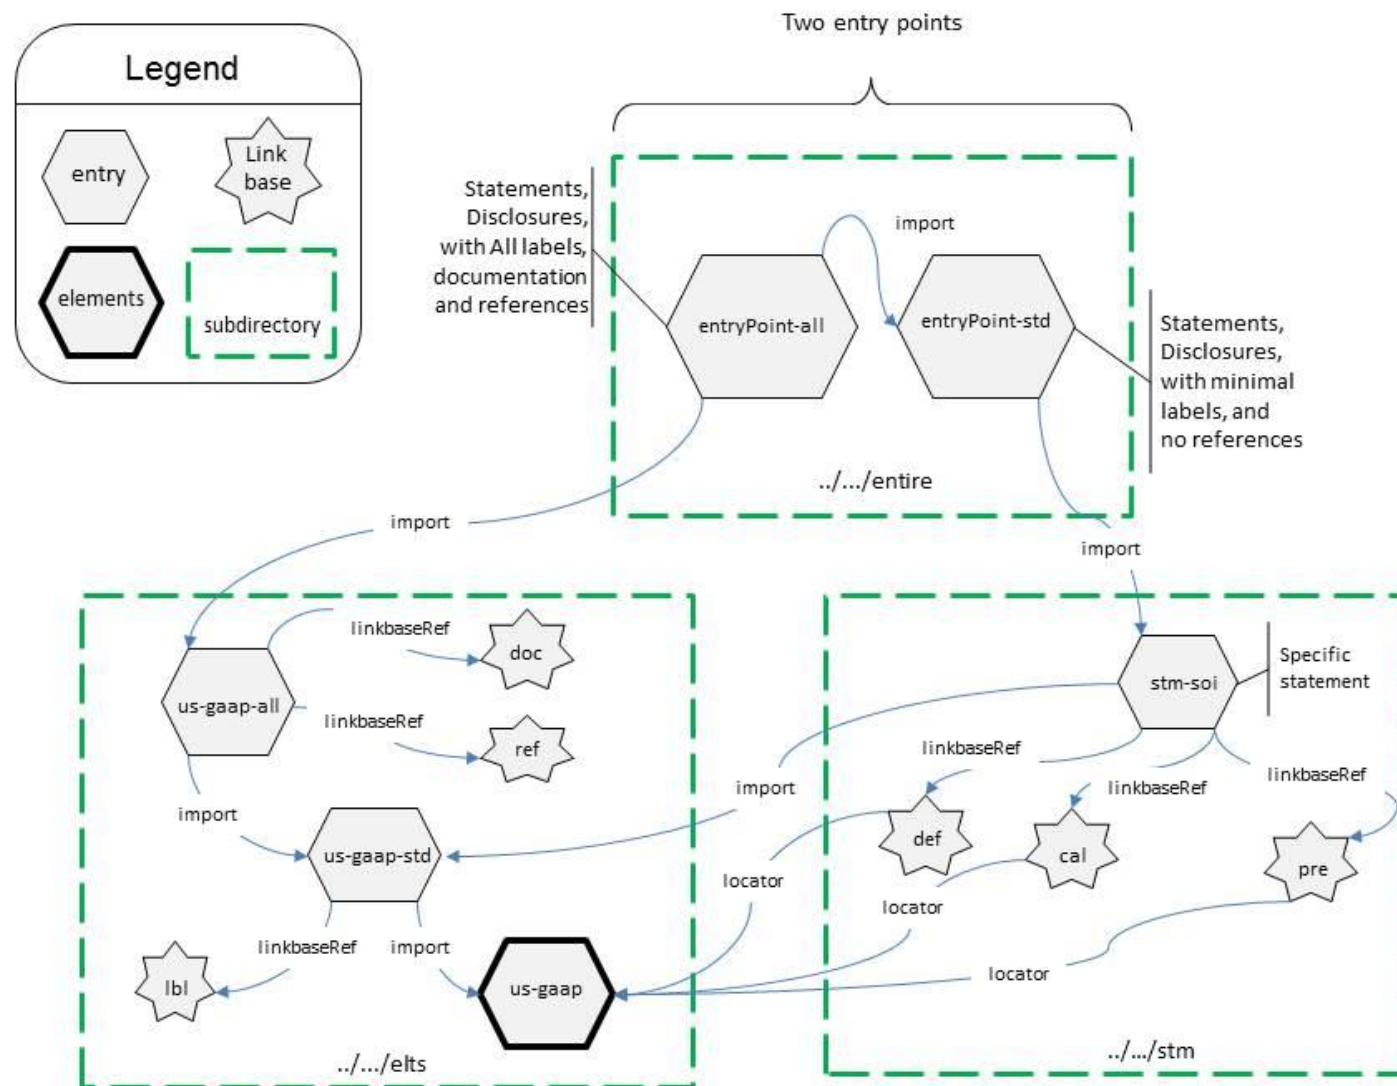 Two entry points
Legend
entry
Link
base
elements
subdirectory
Statements,
Disclosures,
with All labels,
documentation
and references
import
entryPoint-all
entryPoint-std
Statements,
Disclosures,
with minimal
labels, and
no references
../.../entire
import
import
linkbaseRef
doc
us-gaap-all
linkbaseRef
ref
import
us-gaap-std
linkbaseRef
import
lbl
us-gaap
../.../elts
stm-soi
Specific
statement
linkbaseRef
linkbaseRef
linkbaseRef
import
def
cal
pre
locator
locator
locator
../.../stm